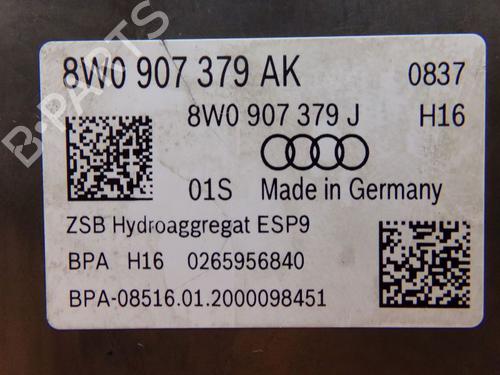 8W0 907 379 AK 0837
8W0 907 379 J H16
01S Made in Germany
ZSB Hydroaggregat ESP9
BPA H16 0265956840
BPA-08516.01.2000098451
B-PARTS